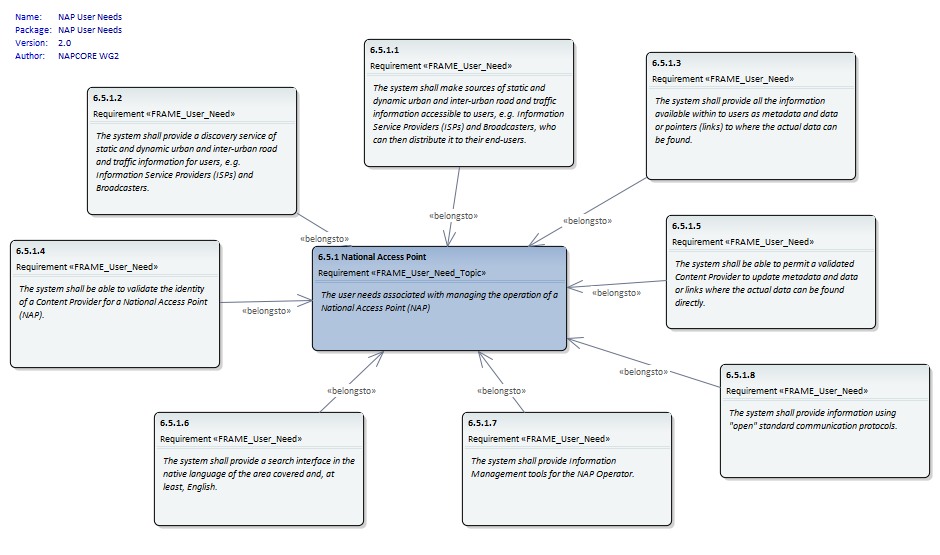 Name: NAP User Needs
Package: NAP User Needs
Version: 2.0
Author: NAPCORE WG2
6.5.1.1
Requirement «FRAME_User_Need»
The system shall make sources of static and
dynamic urban and inter-urban road and traffic
information accessible to users, e.g. Information
Service Providers (ISPs) and Broadcasters, who
can then distribute it to their end-users.
6.5.1.3
Requirement «FRAME_User_Need»
The system shall provide all the information
available within to users as metadata and data
or pointers (links) to where the actual data can
be found.
6.5.1.2
Requirement «FRAME_User_Need»
The system shall provide a discovery service of
static and dynamic urban and inter-urban road
and traffic information for users, e.g.
Information Service Providers (ISPs) and
Broadcasters.
«belongsto»
«belongsto»
«belongsto»
6.5.1.5
Requirement «FRAME_User_Need»
The system shall be able to permit a validated
Content Provider to update metadata and data
or links where the actual data can be found
directly.
6.5.1.4
Requirement «FRAME_User_Need»
The system shall be able to validate the identity
of a Content Provider for a National Access Point
(NAP).
6.5.1 National Access Point
Requirement «FRAME_User_Need_Topic»
The user needs associated with managing the operation of a
National Access Point (NAP)
«belongsto»
«belongsto»
«belongsto»
«belongsto»
«belongsto»
6.5.1.8
Requirement «FRAME_User_Need»
The system shall provide information using
"open" standard communication protocols.
6.5.1.6
Requirement «FRAME_User_Need»
The system shall provide a search interface in the
native language of the area covered and, at
least, English.
6.5.1.7
Requirement «FRAME_User_Need»
The system shall provide Information
Management tools for the NAP Operator.